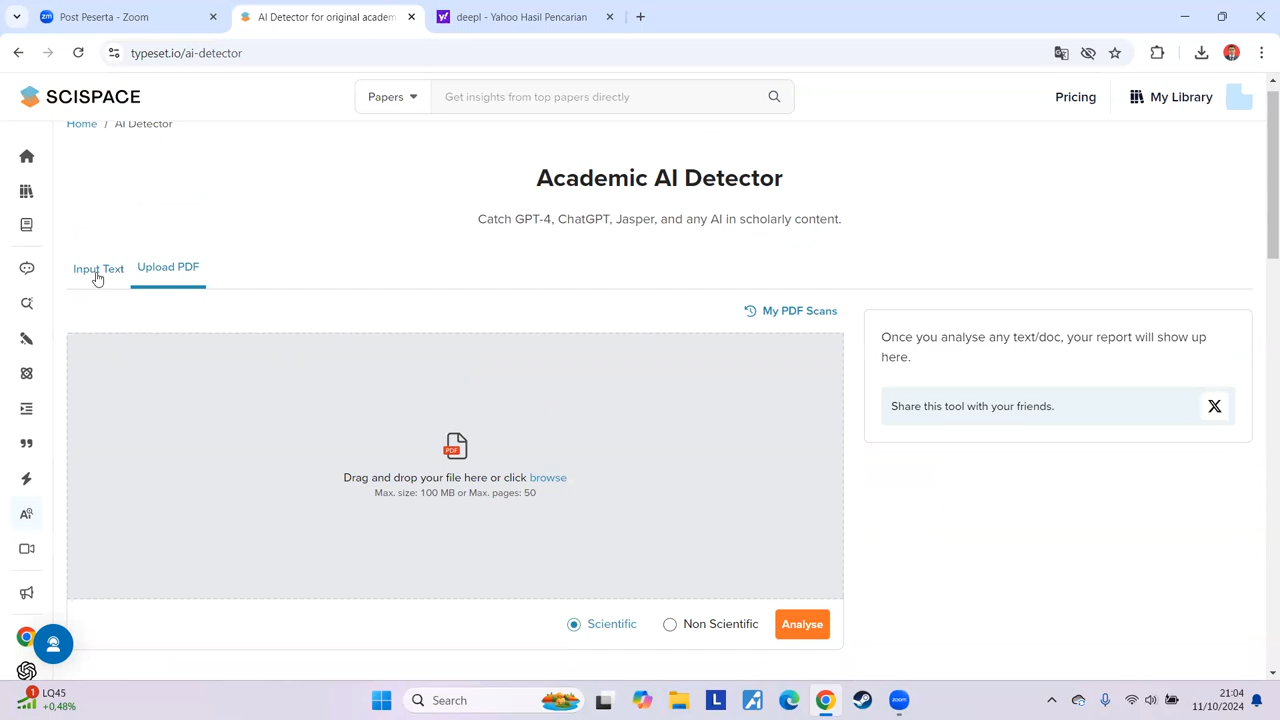 Post Peserta - Zoom
AI Detector for original academ
deepl - Yahoo Hasil Pencarian
typeset.io/ai-detector
SCISPACE
Papers
Get insights from top papers directly
Pricing
My Library
Home / AI Detector
Academic AI Detector
Catch GPT-4, ChatGPT, Jasper, and any AI in scholarly content.
Input Text
Upload PDF
My PDF Scans
Once you analyse any text/doc, your report will show up
here.
Share this tool with your friends.
PDF
Drag and drop your file here or click browse
Max. size: 100 MB or Max. pages: 50
Scientific
Non Scientific
Analyse
1
LQ45
+0.48%
Search
zoom
21:04
11/10/2024